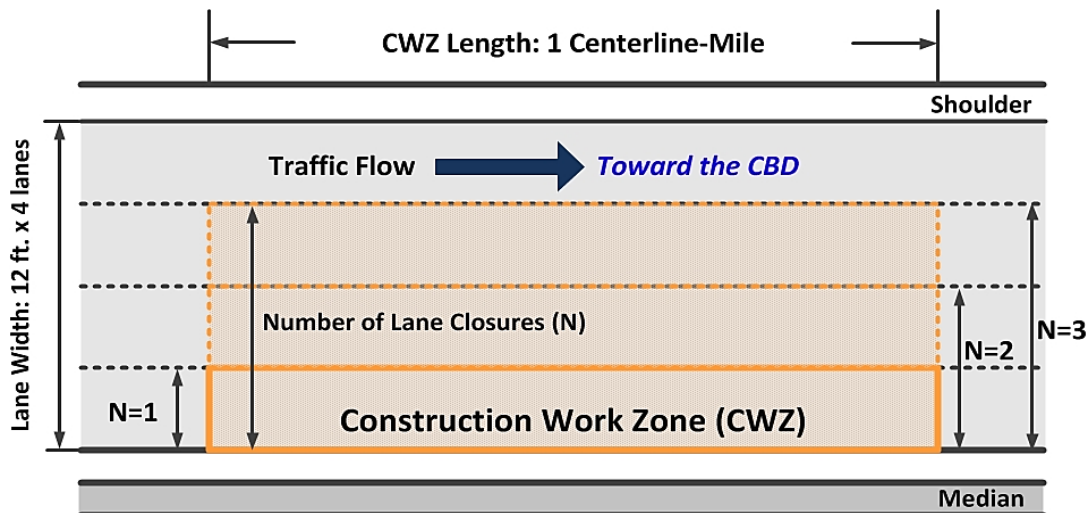 CWZ Length: 1 Centerline-Mile
Shoulder
Lane Width: 12 ft. x 4 lanes
Traffic Flow
Toward the CBD
Number of Lane Closures (N)
N=3
N=2
N=1
Construction Work Zone (CWZ)
Median